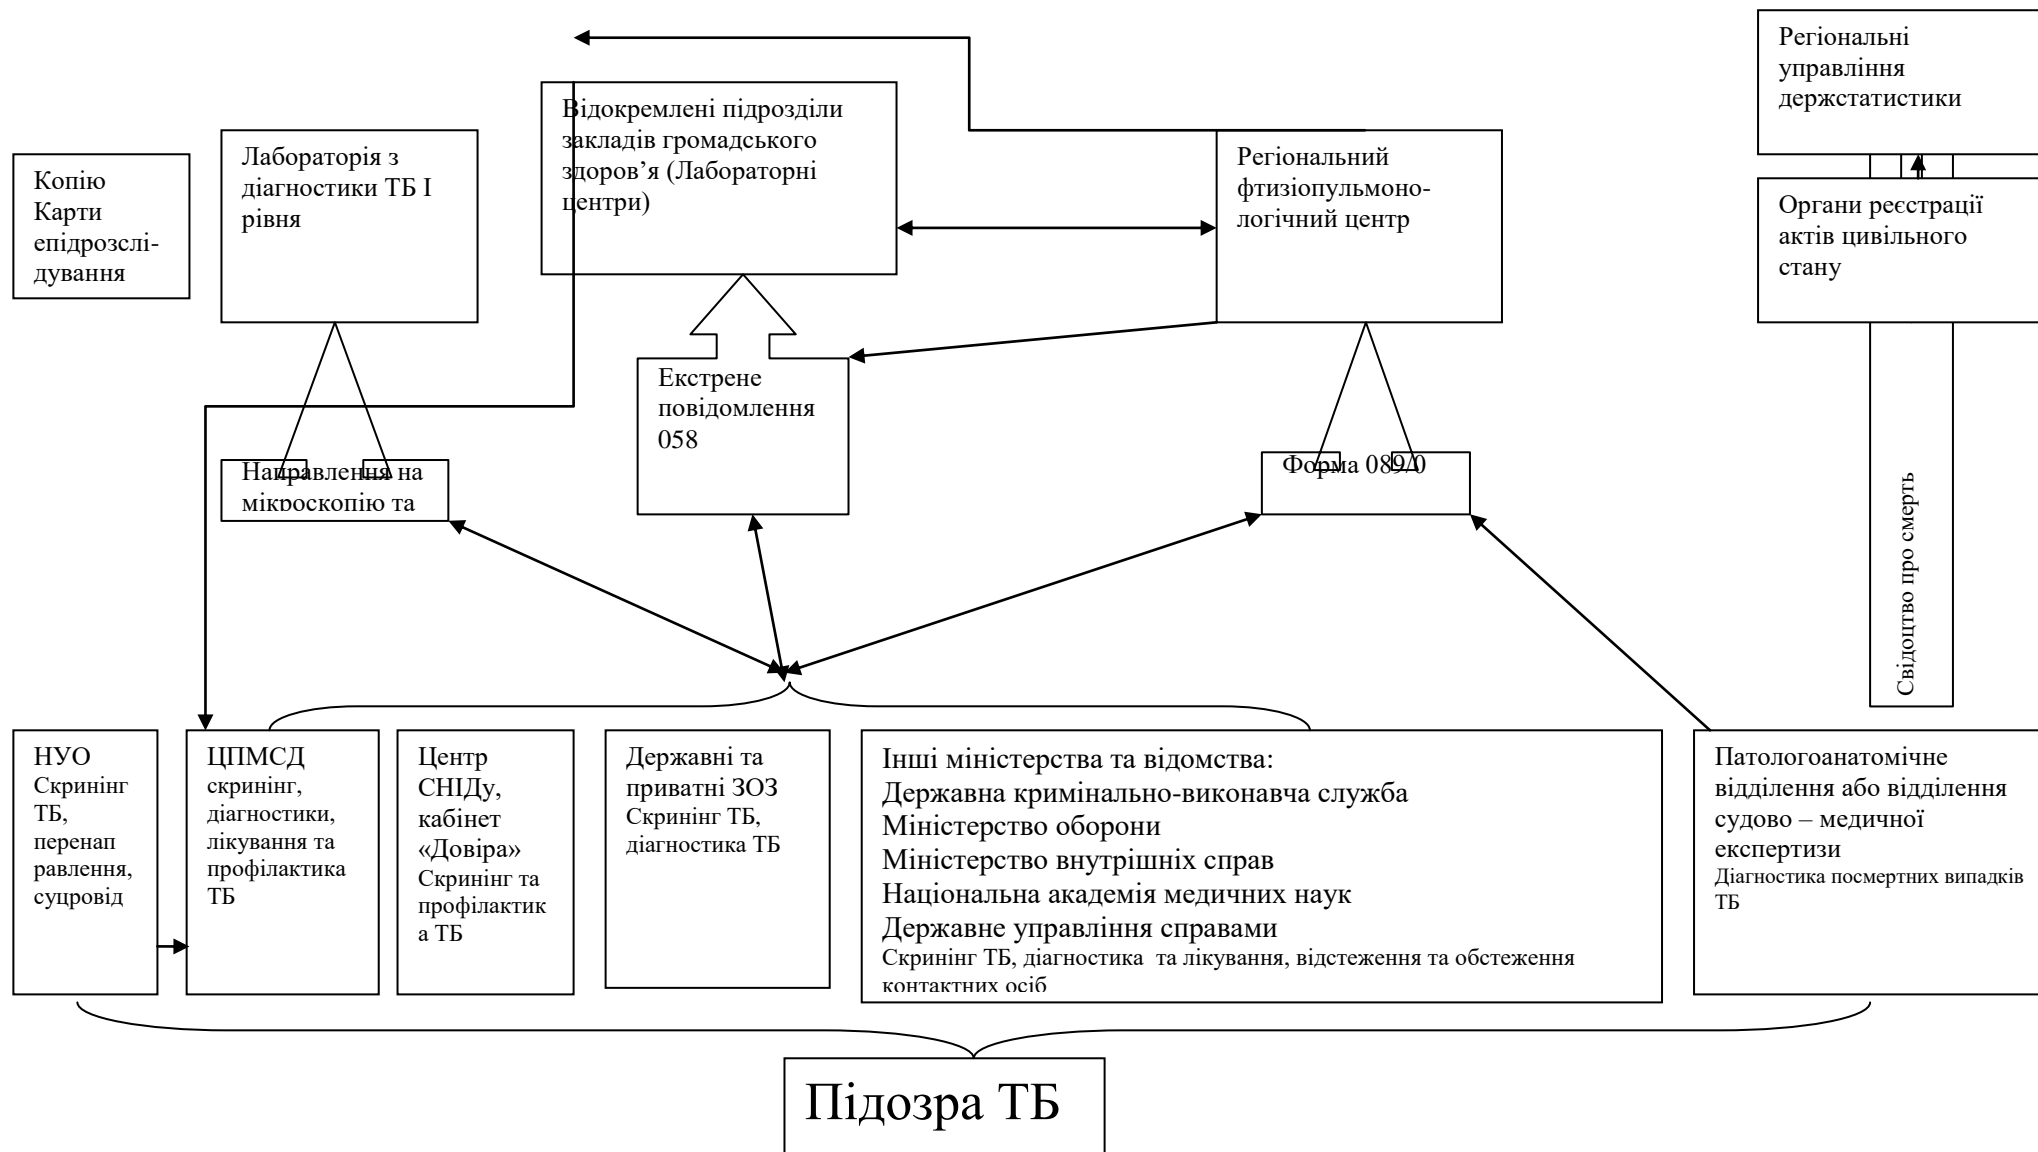 Регіональні
управління
держстатистики
Відокремлені підрозділи
закладів громадського
здоров’я (Лабораторні
центри)
Лабораторія з
діагностики ТБ І
рівня
Регіональний
фтизіопульмоно-
логічний центр
Копію
Карти
епідрозслі-
дування
Органи реєстрації
актів цивільного
стану
Екстрене
повідомлення
058
Направлення на
мікроскопію та
Форма 089/0
Свідоцтво про смерть
НУО
Скринінг
ТБ,
перенап
равлення,
суцровід
ЦПМСД
скринінг,
діагностики,
лікування та
профілактика
ТБ
Центр
СНІДу,
кабінет
«Довіра»
Скринінг та
профілактик
а ТБ
Державні та
приватні ЗОЗ
Скринінг ТБ,
діагностика ТБ
Інші міністерства та відомства:
Державна кримінально-виконавча служба
Міністерство оборони
Міністерство внутрішніх справ
Національна академія медичних наук
Державне управління справами
Скринінг ТБ, діагностика  та лікування, відстеження та обстеження
контактних осіб
Патологоанатомічне
відділення або відділення
судово – медичної
експертизи
Діагностика посмертних випадків
ТБ
Підозра ТБ